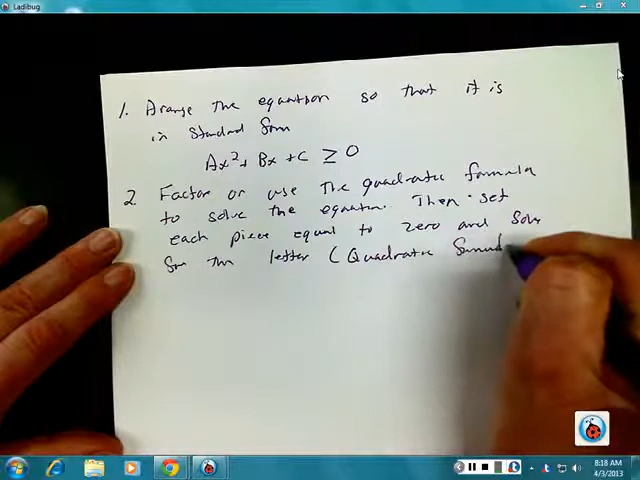 Ladibug
1. Arange the equation so that it is
in Standard form
Ax² + Bx + C ≥ 0
2. Factor or use the quadratic formula
to solve the equation. Then set
each piece equal to zero and solve
for the letter (Quadratic formul
8:18 AM
4/3/2013